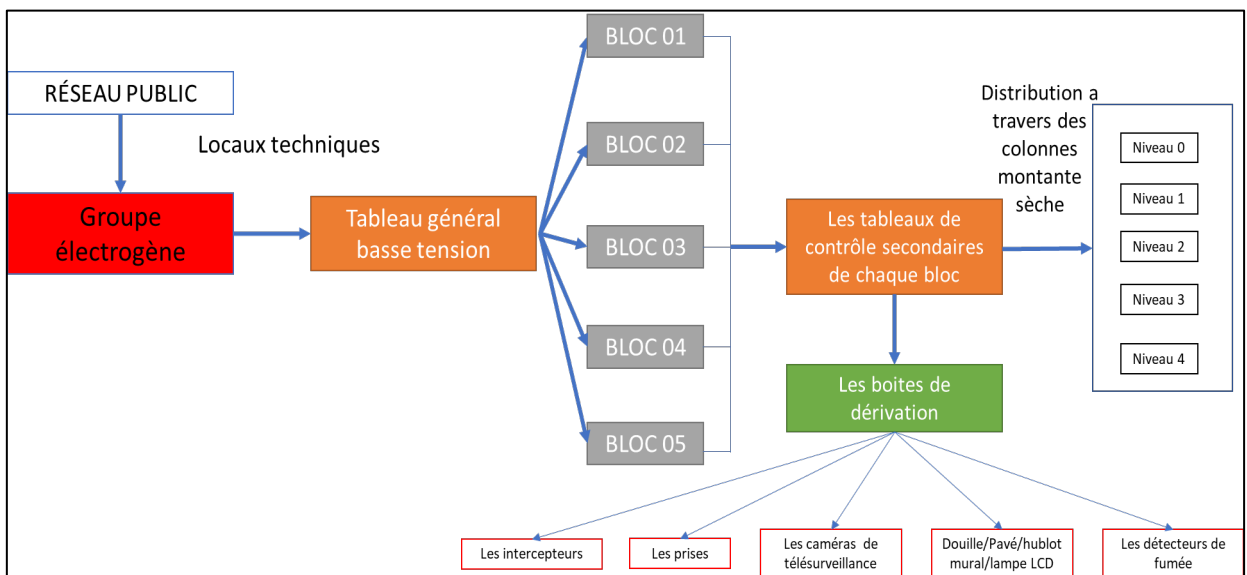 RÉSEAU PUBLIC
Locaux techniques
Groupe
électrogène
Tableau général
basse tension
BLOC 01
BLOC 02
BLOC 03
BLOC 04
BLOC 05
Les tableaux de
contrôle secondaires
de chaque bloc
Distribution a
travers des
colonnes
montante
sèche
Niveau 0
Niveau 1
Niveau 2
Niveau 3
Niveau 4
Les boites de
dérivation
Les intercepteurs
Les prises
Les caméras de
télésurveillance
Douille/Pavé/hublot
mural/lampe LCD
Les détecteurs de
fumée